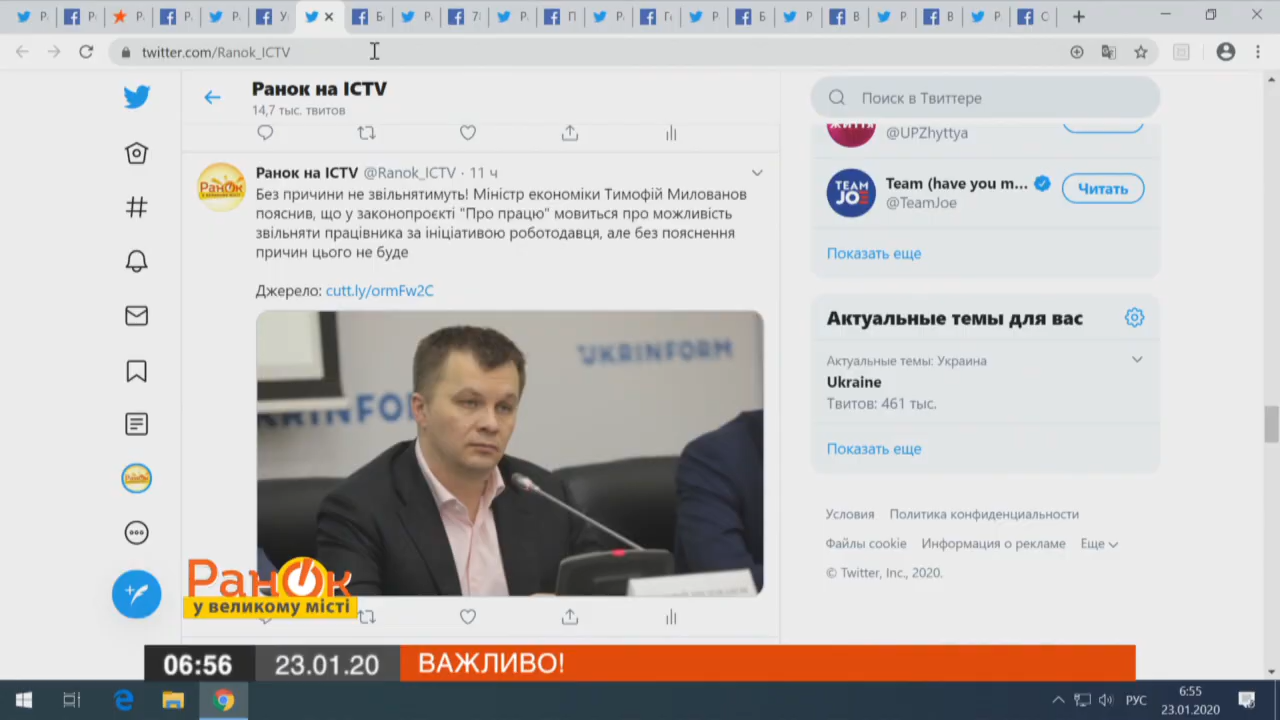 twitter.com/Ranok_ICTV
Ранок на ICTV
14,7 тыс. твитов
Поиск в Твиттере
життя
@UPZhyttya
TEAM JOE
Team (have you m...
@TeamJoe
Читать
Показать еще
Ранок на ICTV @Ranok_ICTV · 11 ч
Без причини не звільнятимуть! Міністр економіки Тимофій Милованов
пояснив, що у законопроєкті "Про працю" мовиться про можливість
звільняти працівника за ініціативою роботодавця, але без пояснення
причин цього не буде
Джерело: cutt.ly/ormFw2C
UKRINFORM
Актуальные темы для вас
Актуальные темы: Украина
Ukraine
Твитов: 461 тыс.
Показать еще
Условия Политика конфиденциальности
Файлы cookie Информация о рекламе Еще
© Twitter, Inc., 2020.
Ранок
у великому місті
06:56 23.01.20 ВАЖЛИВО!
РУС
6:55
23.01.2020